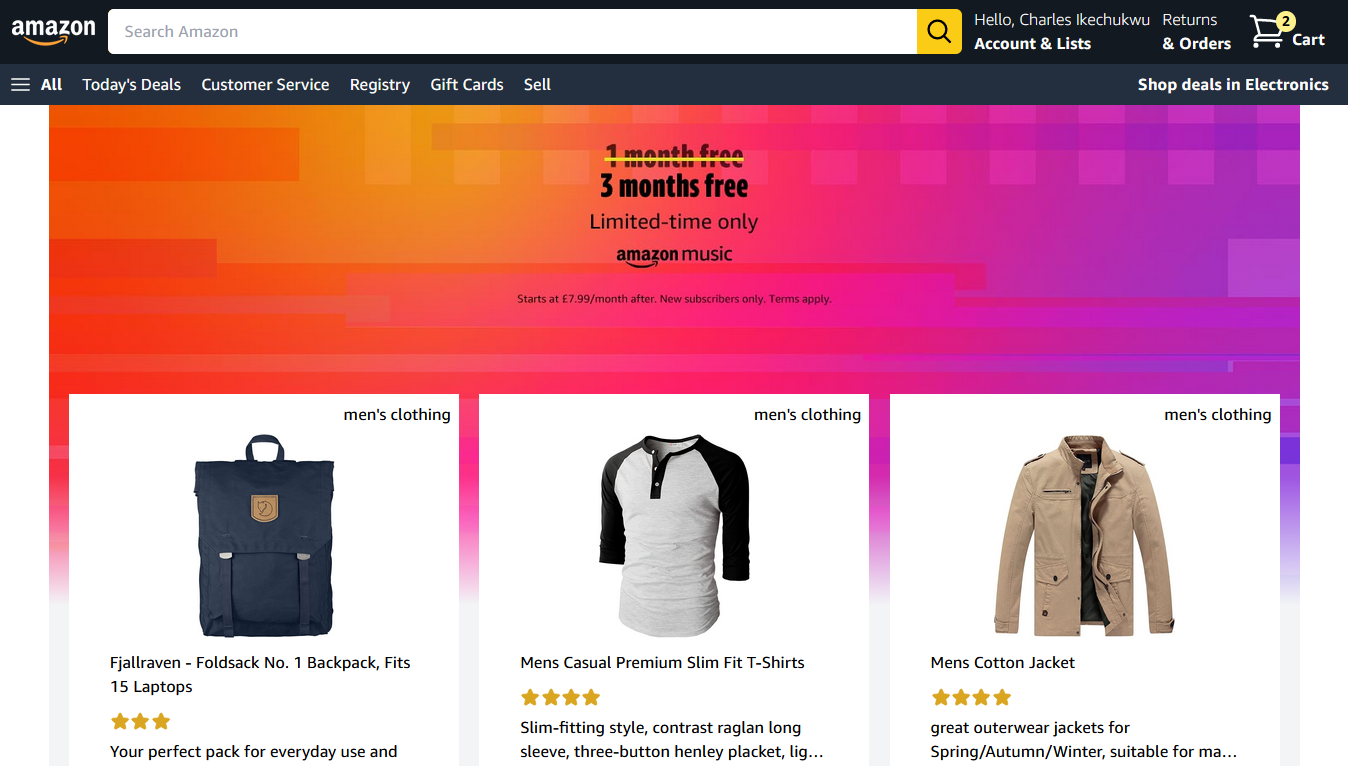 amazon
Search Amazon
Hello, Charles Ikechukwu
Account & Lists
Returns
& Orders
2
Cart
All
Today's Deals
Customer Service
Registry
Gift Cards
Sell
Shop deals in Electronics
1 month free
3 months free
Limited-time only
amazon music
Starts at £7.99/month after. New subscribers only. Terms apply.
men's clothing
Fjallraven - Foldsack No. 1 Backpack, Fits
15 Laptops
Your perfect pack for everyday use and
men's clothing
Mens Casual Premium Slim Fit T-Shirts
Slim-fitting style, contrast raglan long
sleeve, three-button henley placket, lig...
men's clothing
Mens Cotton Jacket
great outerwear jackets for
Spring/Autumn/Winter, suitable for ma...